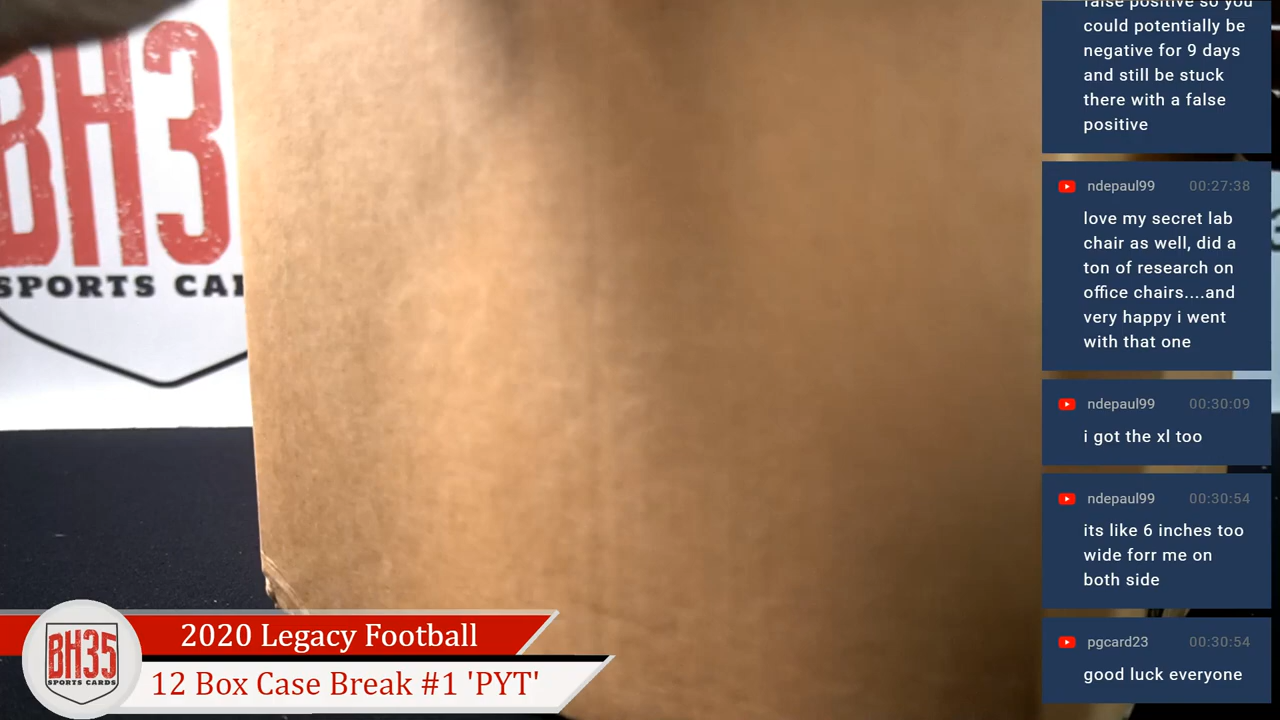 BH3
SPORTS CAR
false positive so you
could potentially be
negative for 9 days
and still be stuck
there with a false
positive
ndepaul99 00:27:38
love my secret lab
chair as well, did a
ton of research on
office chairs....and
very happy i went
with that one
ndepaul99 00:30:09
i got the xl too
ndepaul99 00:30:54
its like 6 inches too
wide forr me on
both side
pgcard23 00:30:54
good luck everyone
BH35
SPORTS CARDS
2020 Legacy Football
12 Box Case Break #1 'PYT'